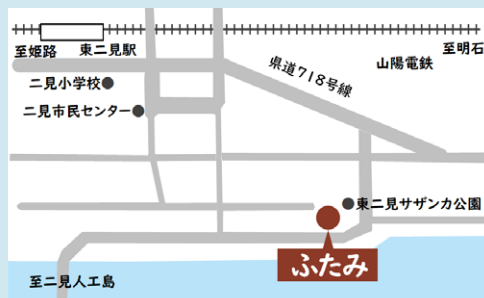 至姫路
東二見駅
山陽電鉄
至明石
県道718号線
二見小学校
二見市民センター
東二見サザンカ公園
ふたみ
至二見人工島